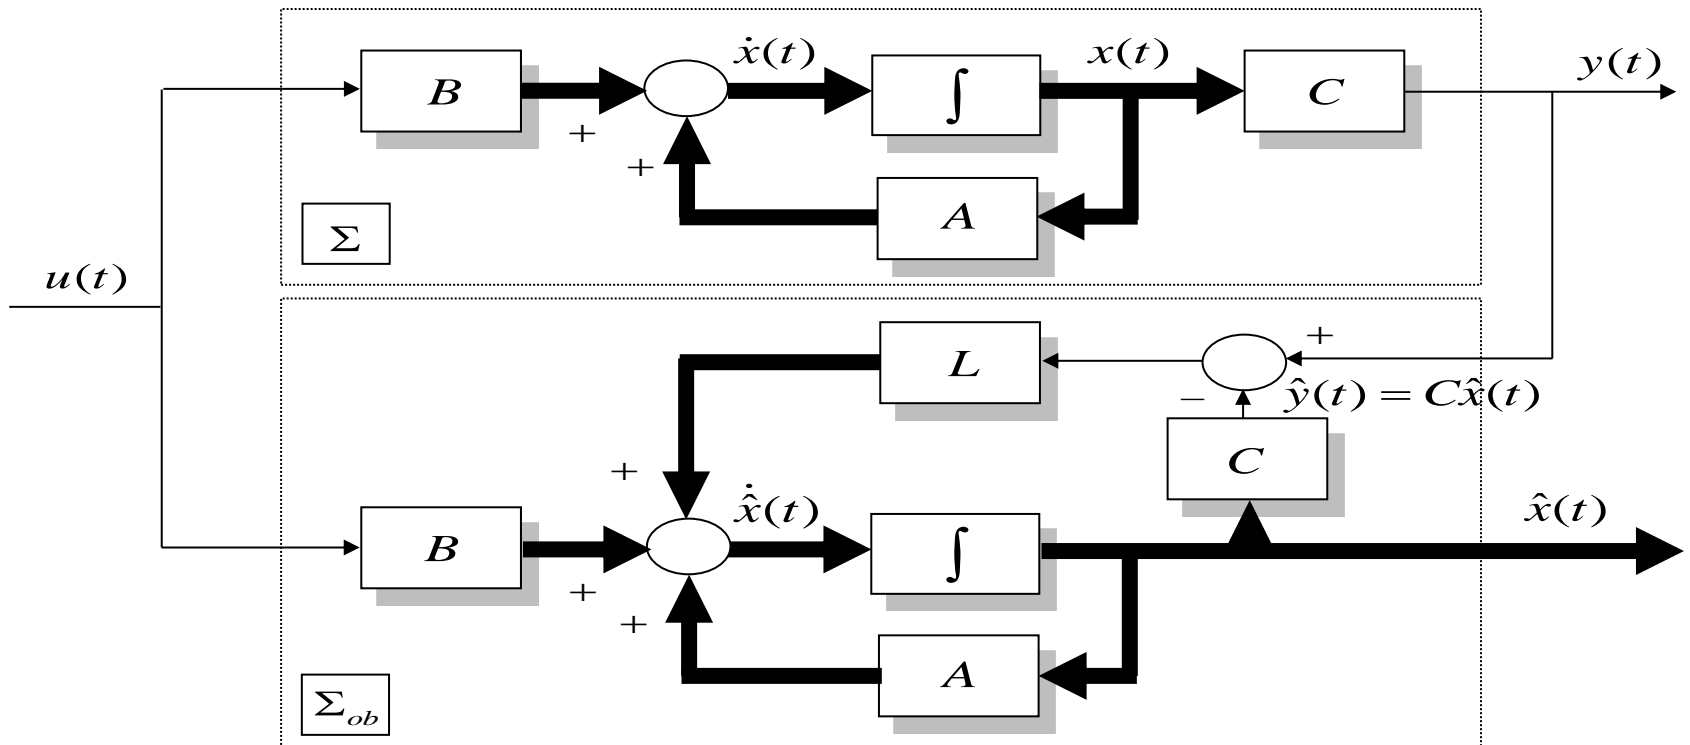 ẋ(t) x(t) y(t)
B ∫ C
+
+
A
Σ
u(t)
L +
− ŷ(t) = Cx̂(t)
C
+
x̂̇(t) x̂(t)
B ∫
+
+
A
Σob